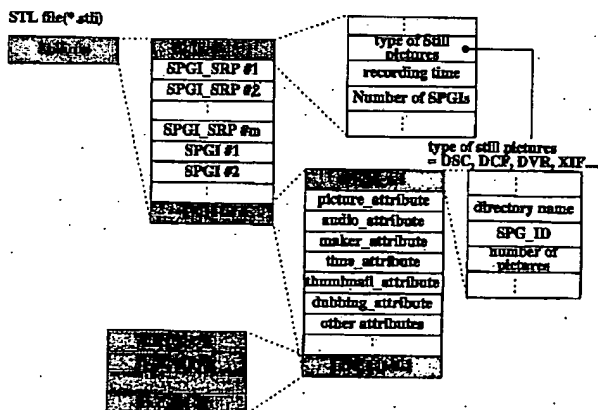 STL file(*.stli)
SPGI_SRP #1
SPGI_SRP #2
SPGI_SRP #m
SPGI #1
SPGI #2
type of Still
pictures
recording time
Number of SPGIs
type of still pictures
= DSC, DCF, DVR, XIF...
picture_attribute
audio_attribute
maker_attribute
time_attribute
thumbnail_attribute
dubbing_attribute
other attributes
directory name
SPG_ID
number of
pictures